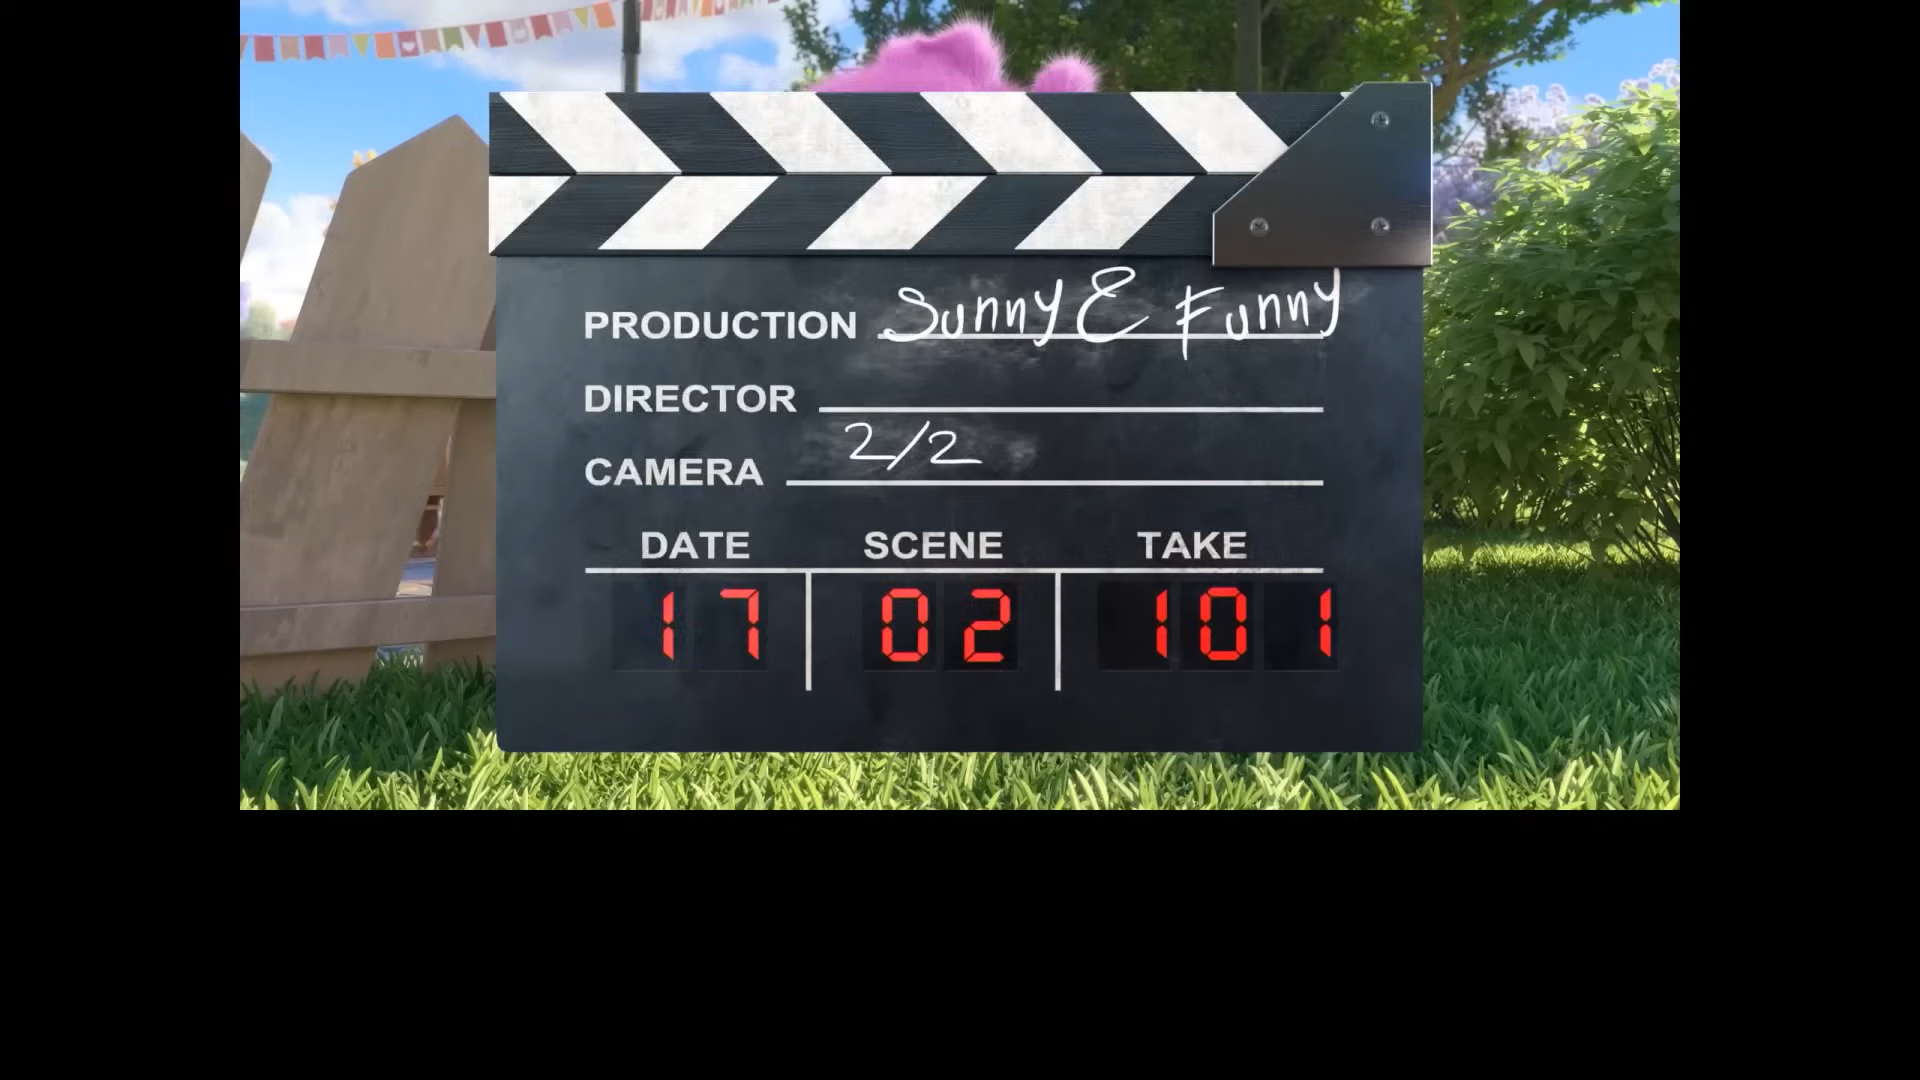 PRODUCTION Sunny & Funny
DIRECTOR
CAMERA 2/2
DATE SCENE TAKE
17 02 101